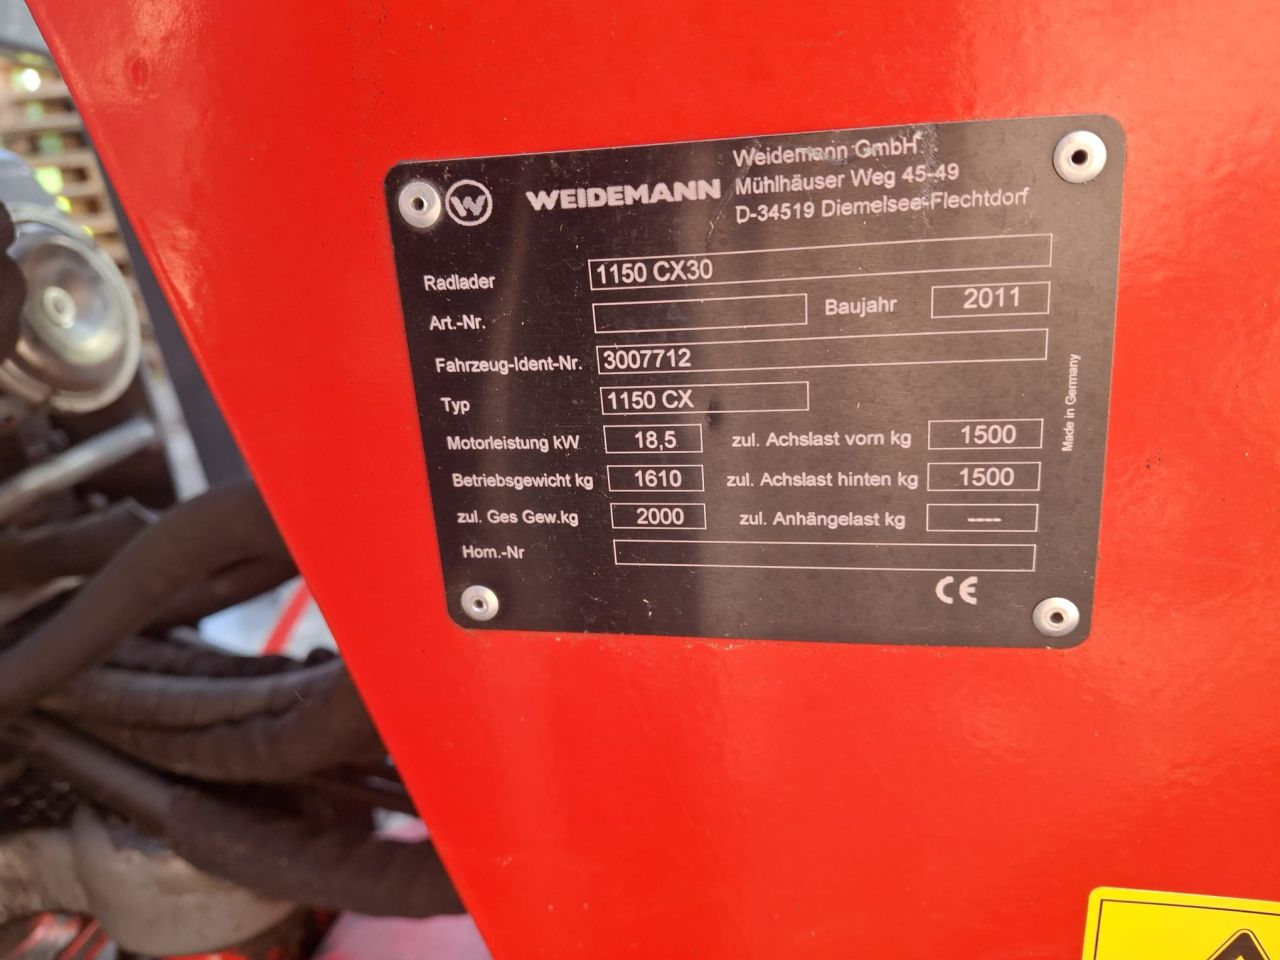 W WEIDEMANN
Weidemann GmbH
Mühlhäuser Weg 45-49
D-34519 Diemelsee-Flechtdorf
Radlader 1150 CX30
Art.-Nr. Baujahr 2011
Fahrzeug-Ident-Nr. 3007712
Typ 1150 CX
Motorleistung kW 18,5 zul. Achslast vorn kg 1500
Betriebsgewicht kg 1610 zul. Achslast hinten kg 1500
zul. Ges Gew.kg 2000 zul. Anhängelast kg ----
Hom.-Nr
CE
Made in Germany